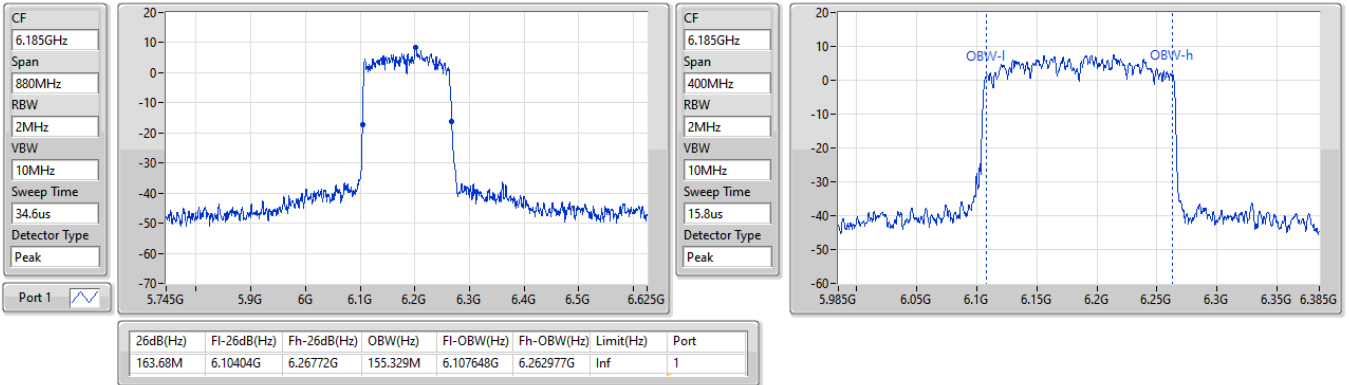 CF
6.185GHz
Span
880MHz
RBW
2MHz
VBW
10MHz
Sweep Time
34.6us
Detector Type
Peak
Port 1
20
10
0
-10
-20
-30
-40
-50
-60
-70
5.745G 5.9G 6G 6.1G 6.2G 6.3G 6.4G 6.5G 6.625G
CF
6.185GHz
Span
400MHz
RBW
2MHz
VBW
10MHz
Sweep Time
15.8us
Detector Type
Peak
20
10
0
-10
-20
-30
-40
-50
-60
OBW-l OBW-h
5.985G 6.05G 6.1G 6.15G 6.2G 6.25G 6.3G 6.35G 6.385G
26dB(Hz) Fl-26dB(Hz) Fh-26dB(Hz) OBW(Hz) Fl-OBW(Hz) Fh-OBW(Hz) Limit(Hz) Port
163.68M 6.10404G 6.26772G 155.329M 6.107648G 6.262977G Inf 1